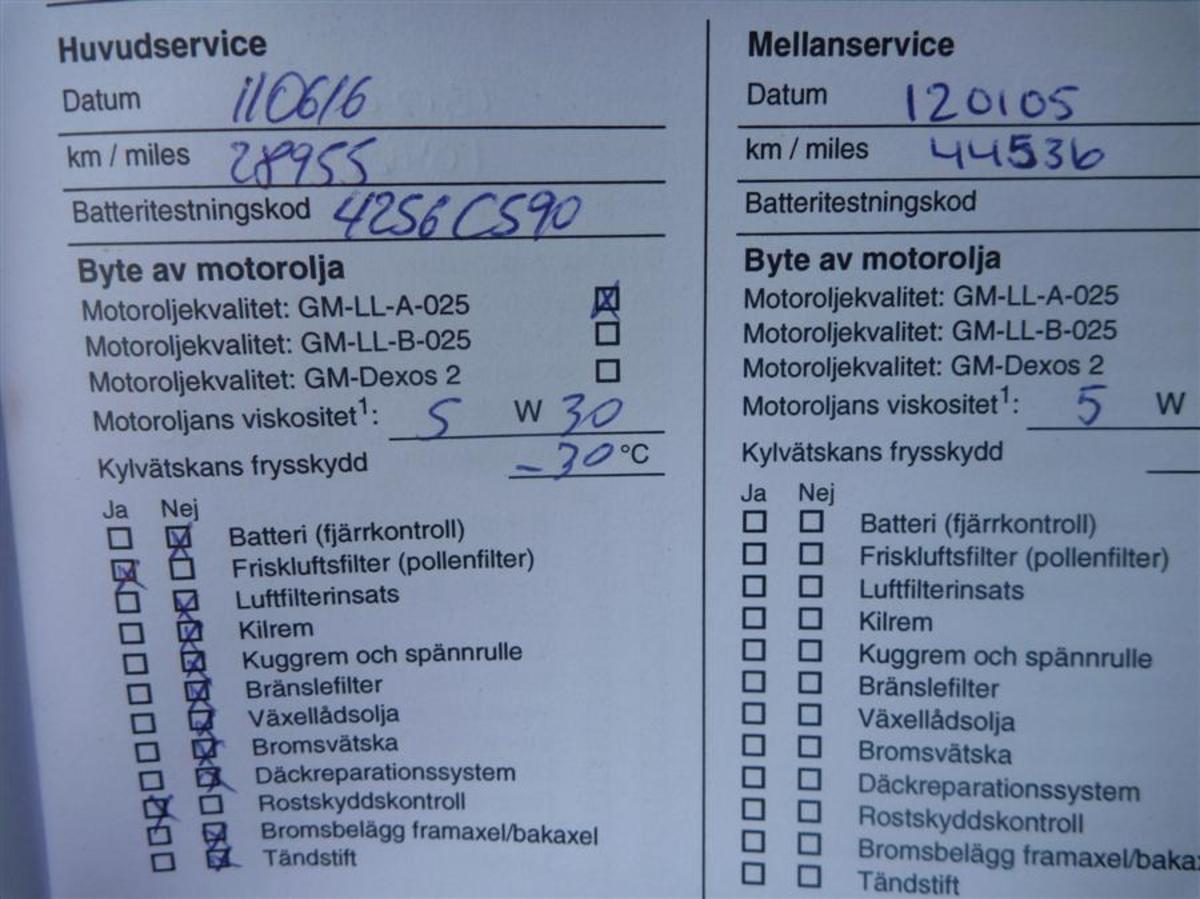 Huvudservice
Datum 110616
km / miles 28955
Batteritestningskod 4256C590
Byte av motorolja
Motoroljekvalitet: GM-LL-A-025
Motoroljekvalitet: GM-LL-B-025
Motoroljekvalitet: GM-Dexos 2
Motoroljans viskositet¹: 5 W 30
Kylvätskans frysskydd -30 °C
Ja Nej
Batteri (fjärrkontroll)
Friskluftsfilter (pollenfilter)
Luftfilterinsats
Kilrem
Kuggrem och spännrulle
Bränslefilter
Växellådsolja
Bromsvätska
Däckreparationssystem
Rostskyddskontroll
Bromsbelägg framaxel/bakaxel
Tändstift
Mellanservice
Datum 120105
km / miles 44536
Batteritestningskod
Byte av motorolja
Motoroljekvalitet: GM-LL-A-025
Motoroljekvalitet: GM-LL-B-025
Motoroljekvalitet: GM-Dexos 2
Motoroljans viskositet¹: 5 W
Kylvätskans frysskydd
Ja Nej
Batteri (fjärrkontroll)
Friskluftsfilter (pollenfilter)
Luftfilterinsats
Kilrem
Kuggrem och spännrulle
Bränslefilter
Växellådsolja
Bromsvätska
Däckreparationssystem
Rostskyddskontroll
Bromsbelägg framaxel/baka
Tändstift